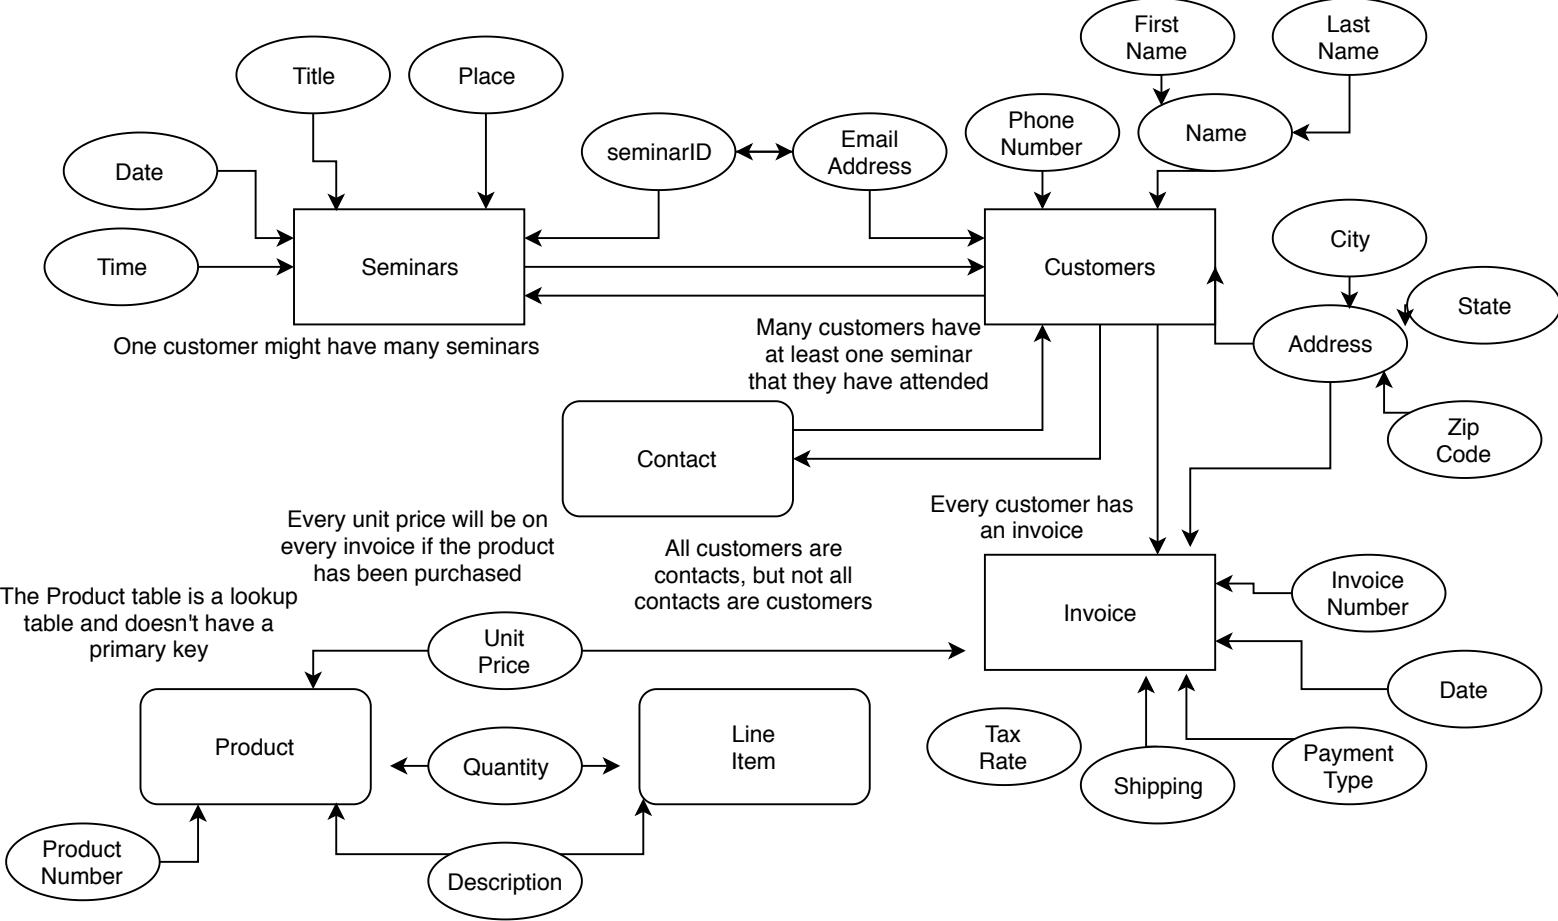 First
Name
Last
Name
Title
Place
Phone
Number
Name
Email
Address
seminarID
Date
City
Time
Seminars
Customers
State
One customer might have many seminars
Many customers have
at least one seminar
that they have attended
Address
Zip
Code
Contact
Every customer has
an invoice
Every unit price will be on
every invoice if the product
has been purchased
All customers are
contacts, but not all
contacts are customers
The Product table is a lookup
table and doesn't have a
primary key
Invoice
Invoice
Number
Unit
Price
Date
Product
Quantity
Line
Item
Tax
Rate
Shipping
Payment
Type
Product
Number
Description